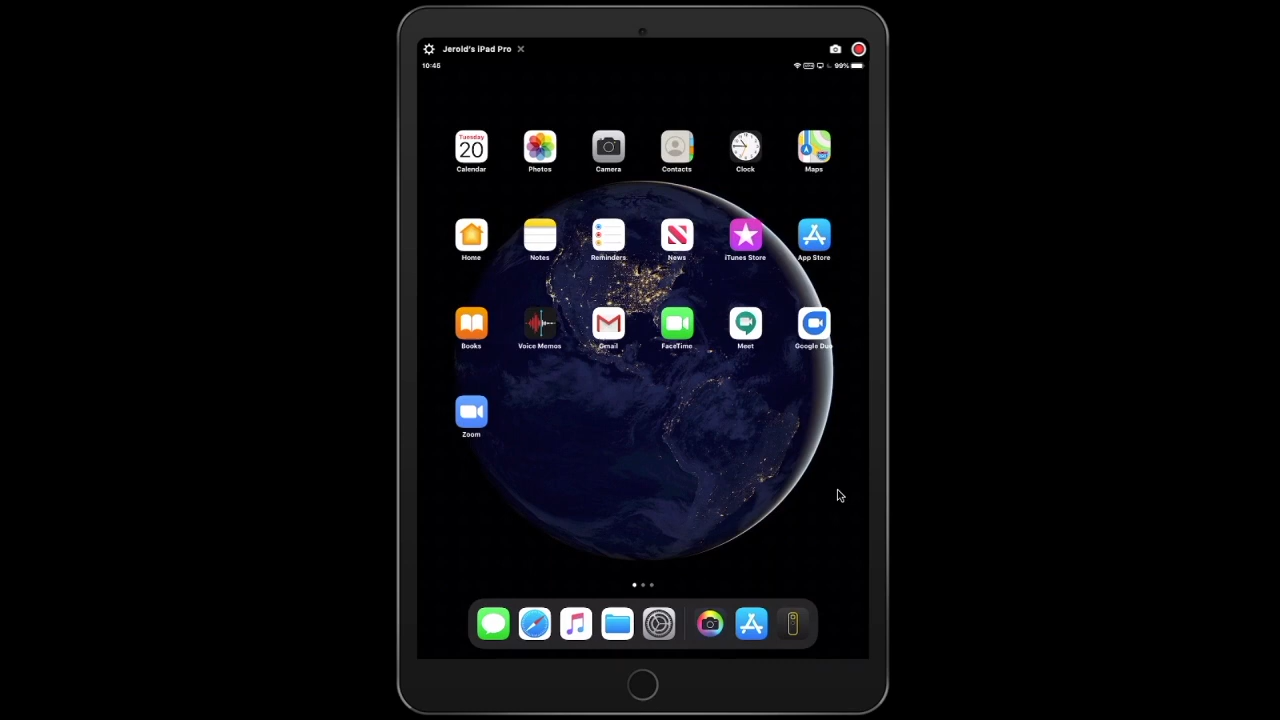 Jerold's iPad Pro
10:45
99%
Tuesday
20
Calendar
Photos
Camera
Contacts
Clock
Maps
Home
Notes
Reminders
News
iTunes Store
App Store
Books
Voice Memos
Gmail
FaceTime
Meet
Google Duo
Zoom